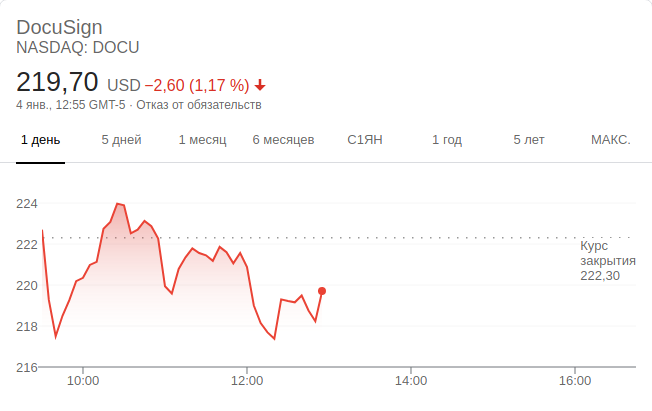 DocuSign
NASDAQ: DOCU
219,70 USD −2,60 (1,17 %)
4 янв., 12:55 GMT-5 · Отказ от обязательств
1 день 5 дней 1 месяц 6 месяцев С1ЯН 1 год 5 лет МАКС.
224
222
Курс
закрытия
222,30
220
218
216
10:00 12:00 14:00 16:00